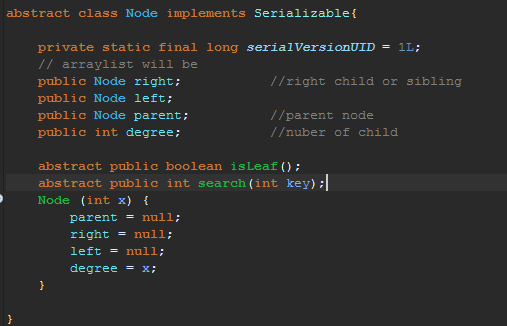 abstract class Node implements Serializable{
private static final long serialVersionUID = 1L;
// arraylist will be
public Node right; //right child or sibling
public Node left;
public Node parent; //parent node
public int degree; //nuber of child
abstract public boolean isLeaf();
abstract public int search(int key);
Node (int x) {
parent = null;
right = null;
left = null;
degree = x;
}
}